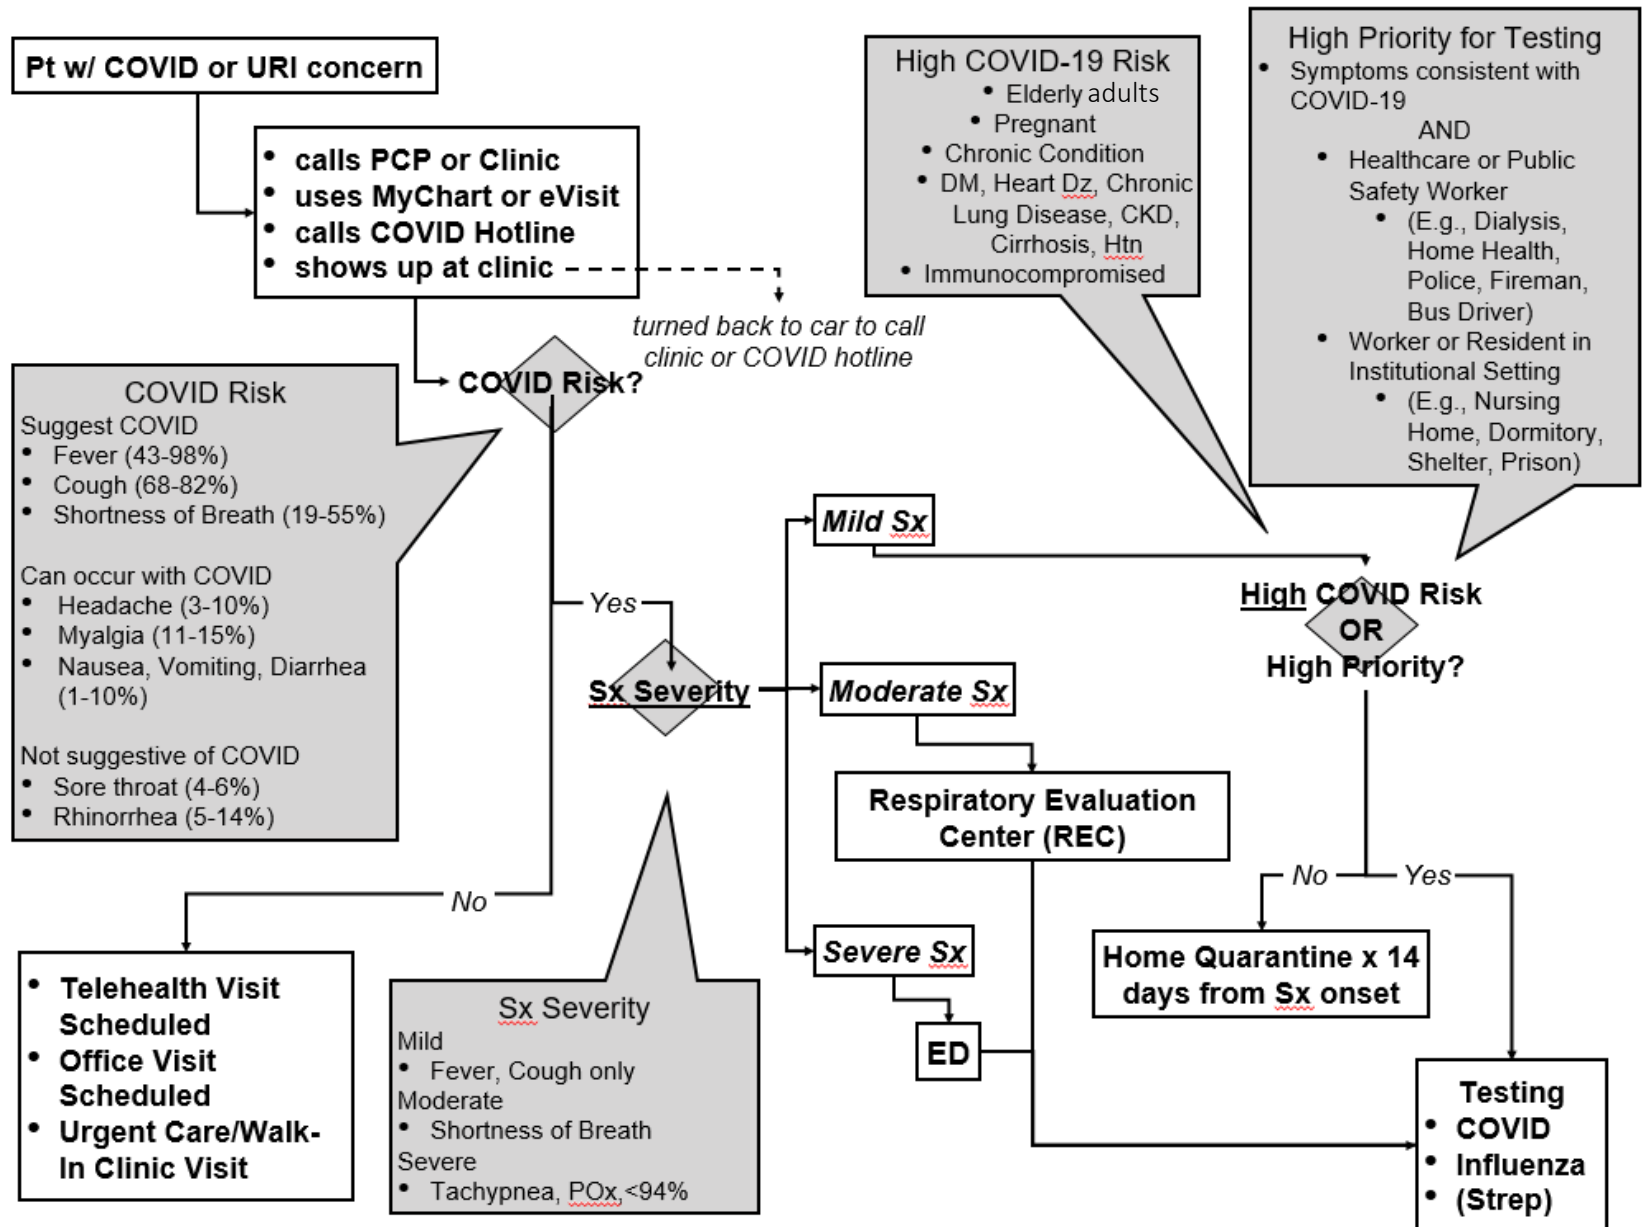 Pt w/ COVID or URI concern
• calls PCP or Clinic
• uses MyChart or eVisit
• calls COVID Hotline
• shows up at clinic
turned back to car to call
clinic or COVID hotline
High COVID-19 Risk
• Elderly adults
• Pregnant
• Chronic Condition
• DM, Heart Dz, Chronic
Lung Disease, CKD,
Cirrhosis, Htn
• Immunocompromised
High Priority for Testing
• Symptoms consistent with
COVID-19
AND
• Healthcare or Public
Safety Worker
• (E.g., Dialysis,
Home Health,
Police, Fireman,
Bus Driver)
• Worker or Resident in
Institutional Setting
• (E.g., Nursing
Home, Dormitory,
Shelter, Prison)
COVID Risk?
COVID Risk
Suggest COVID
• Fever (43-98%)
• Cough (68-82%)
• Shortness of Breath (19-55%)
Can occur with COVID
• Headache (3-10%)
• Myalgia (11-15%)
• Nausea, Vomiting, Diarrhea
(1-10%)
Not suggestive of COVID
• Sore throat (4-6%)
• Rhinorrhea (5-14%)
Yes
Sx Severity
Mild Sx
Moderate Sx
Severe Sx
High COVID Risk
OR
High Priority?
Respiratory Evaluation
Center (REC)
ED
No
Yes
Home Quarantine x 14
days from Sx onset
No
• Telehealth Visit
Scheduled
• Office Visit
Scheduled
• Urgent Care/Walk-
In Clinic Visit
Sx Severity
Mild
• Fever, Cough only
Moderate
• Shortness of Breath
Severe
• Tachypnea, POx,<94%
Testing
• COVID
• Influenza
• (Strep)